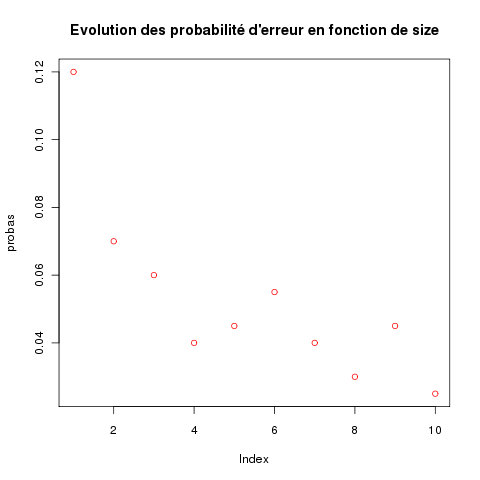 Evolution des probabilité d'erreur en fonction de size
0.12
0.10
0.08
0.06
0.04
probas
2 4 6 8 10
Index